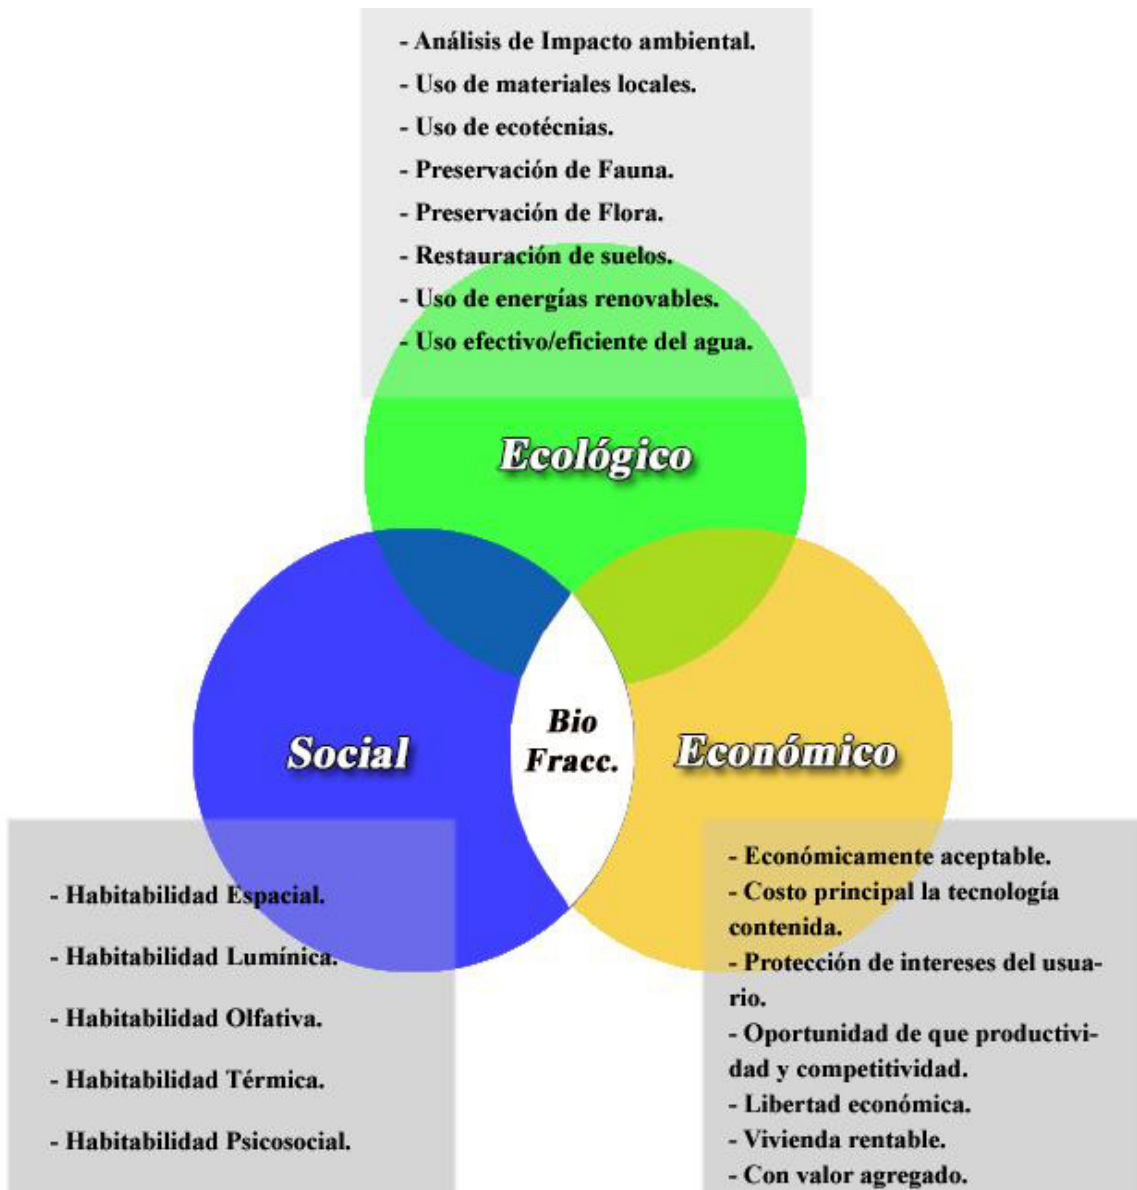 - Análisis de Impacto ambiental.
- Uso de materiales locales.
- Uso de ecotécnias.
- Preservación de Fauna.
- Preservación de Flora.
- Restauración de suelos.
- Uso de energías renovables.
- Uso efectivo/eficiente del agua.
Ecológico
Social
Bio
Fracc.
Económico
- Habitabilidad Espacial.
- Habitabilidad Lumínica.
- Habitabilidad Olfativa.
- Habitabilidad Térmica.
- Habitabilidad Psicosocial.
- Económicamente aceptable.
- Costo principal la tecnología
contenida.
- Protección de intereses del usua-
rio.
- Oportunidad de que productivi-
dad y competitividad.
- Libertad económica.
- Vivienda rentable.
- Con valor agregado.